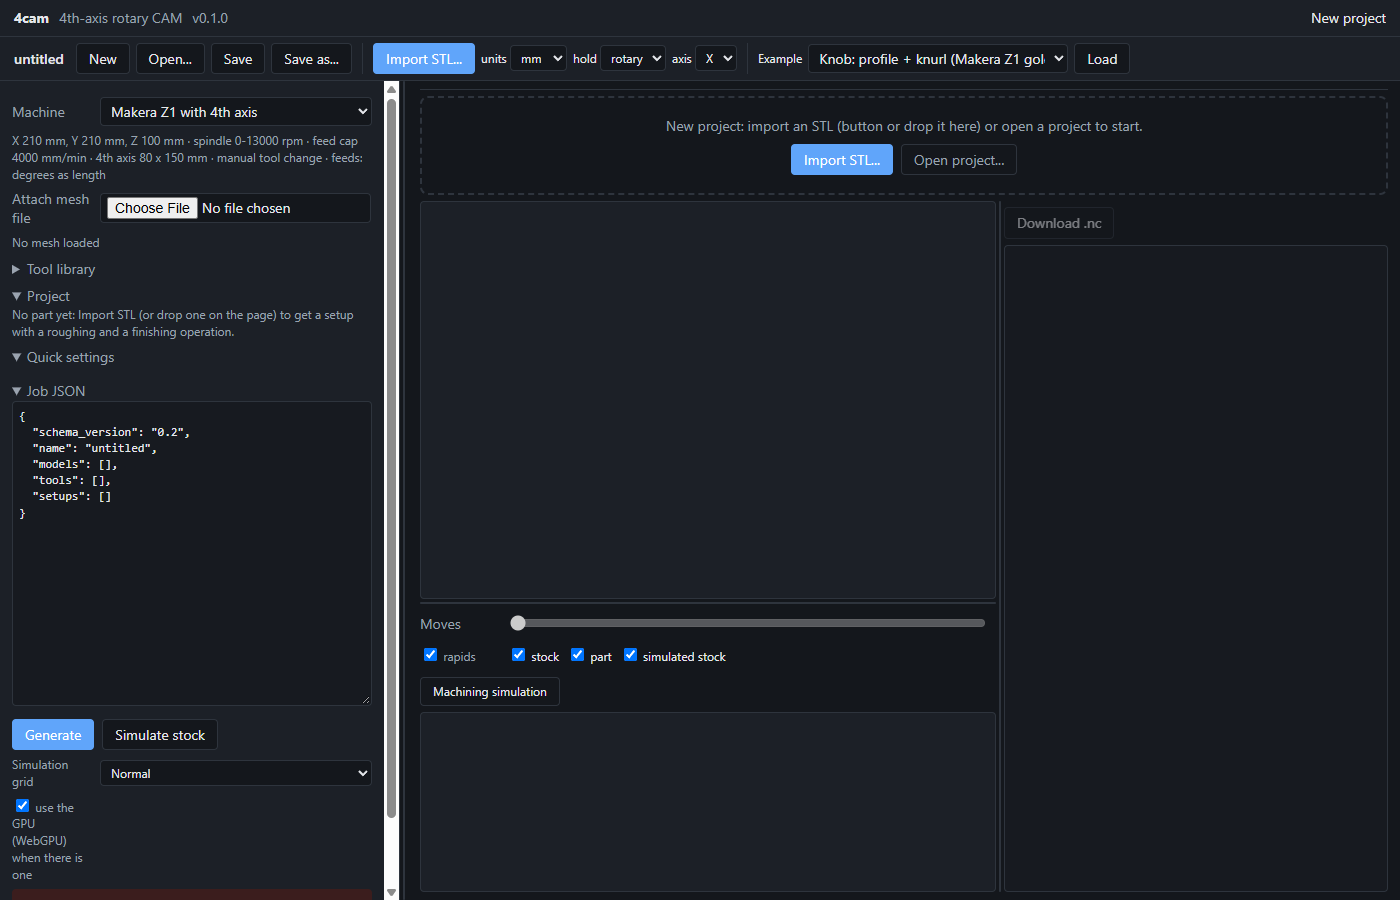 4cam 4th-axis rotary CAM v0.1.0 New project
untitled New Open... Save Save as... Import STL... units mm hold rotary axis X Example Knob: profile + knurl (Makera Z1 gol Load
Machine Makera Z1 with 4th axis
X 210 mm, Y 210 mm, Z 100 mm · spindle 0-13000 rpm · feed cap
4000 mm/min · 4th axis 80 x 150 mm · manual tool change · feeds:
degrees as length
Attach mesh
file
Choose File No file chosen
No mesh loaded
Tool library
Project
No part yet: Import STL (or drop one on the page) to get a setup
with a roughing and a finishing operation.
Quick settings
Job JSON
{
"schema_version": "0.2",
"name": "untitled",
"models": [],
"tools": [],
"setups": []
}
Generate Simulate stock
Simulation
grid
Normal
use the
GPU
(WebGPU)
when there is
one
New project: import an STL (button or drop it here) or open a project to start.
Import STL... Open project...
Moves
rapids stock part simulated stock
Machining simulation
Download .nc